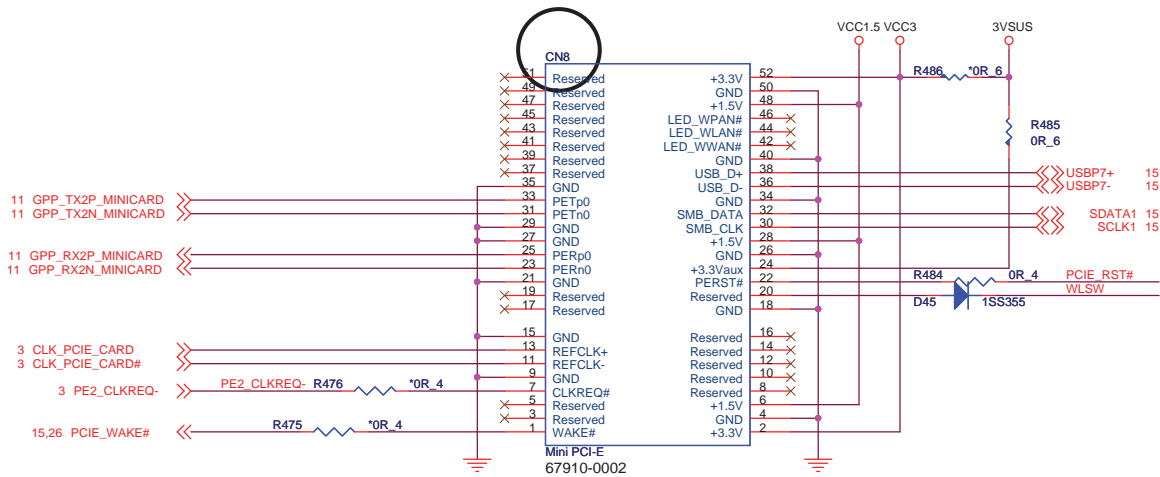 VCC1.5 VCC3 3VSUS
CN8
51 Reserved +3.3V 52 R486 *0R_6
49 Reserved GND 50
47 Reserved +1.5V 48
45 Reserved LED_WPAN# 46
43 Reserved LED_WLAN# 44 R485
41 Reserved LED_WWAN# 42 0R_6
39 Reserved GND 40
37 Reserved USB_D+ 38 USBP7+ 15
35 GND USB_D- 36 USBP7- 15
11 GPP_TX2P_MINICARD 33 PETp0 GND 34
11 GPP_TX2N_MINICARD 31 PETn0 SMB_DATA 32 SDATA1 15
29 GND SMB_CLK 30 SCLK1 15
27 GND +1.5V 28
11 GPP_RX2P_MINICARD 25 PERp0 GND 26
11 GPP_RX2N_MINICARD 23 PERn0 +3.3Vaux 24
21 GND PERST# 22 R484 0R_4 PCIE_RST#
19 Reserved Reserved 20 D45 1SS355 WLSW
17 Reserved GND 18
15 GND Reserved 16
3 CLK_PCIE_CARD 13 REFCLK+ Reserved 14
3 CLK_PCIE_CARD# 11 REFCLK- Reserved 12
9 GND Reserved 10
3 PE2_CLKREQ- PE2_CLKREQ- R476 *0R_4 7 CLKREQ# Reserved 8
5 Reserved +1.5V 6
3 Reserved GND 4
15,26 PCIE_WAKE# R475 *0R_4 1 WAKE# +3.3V 2
Mini PCI-E
67910-0002